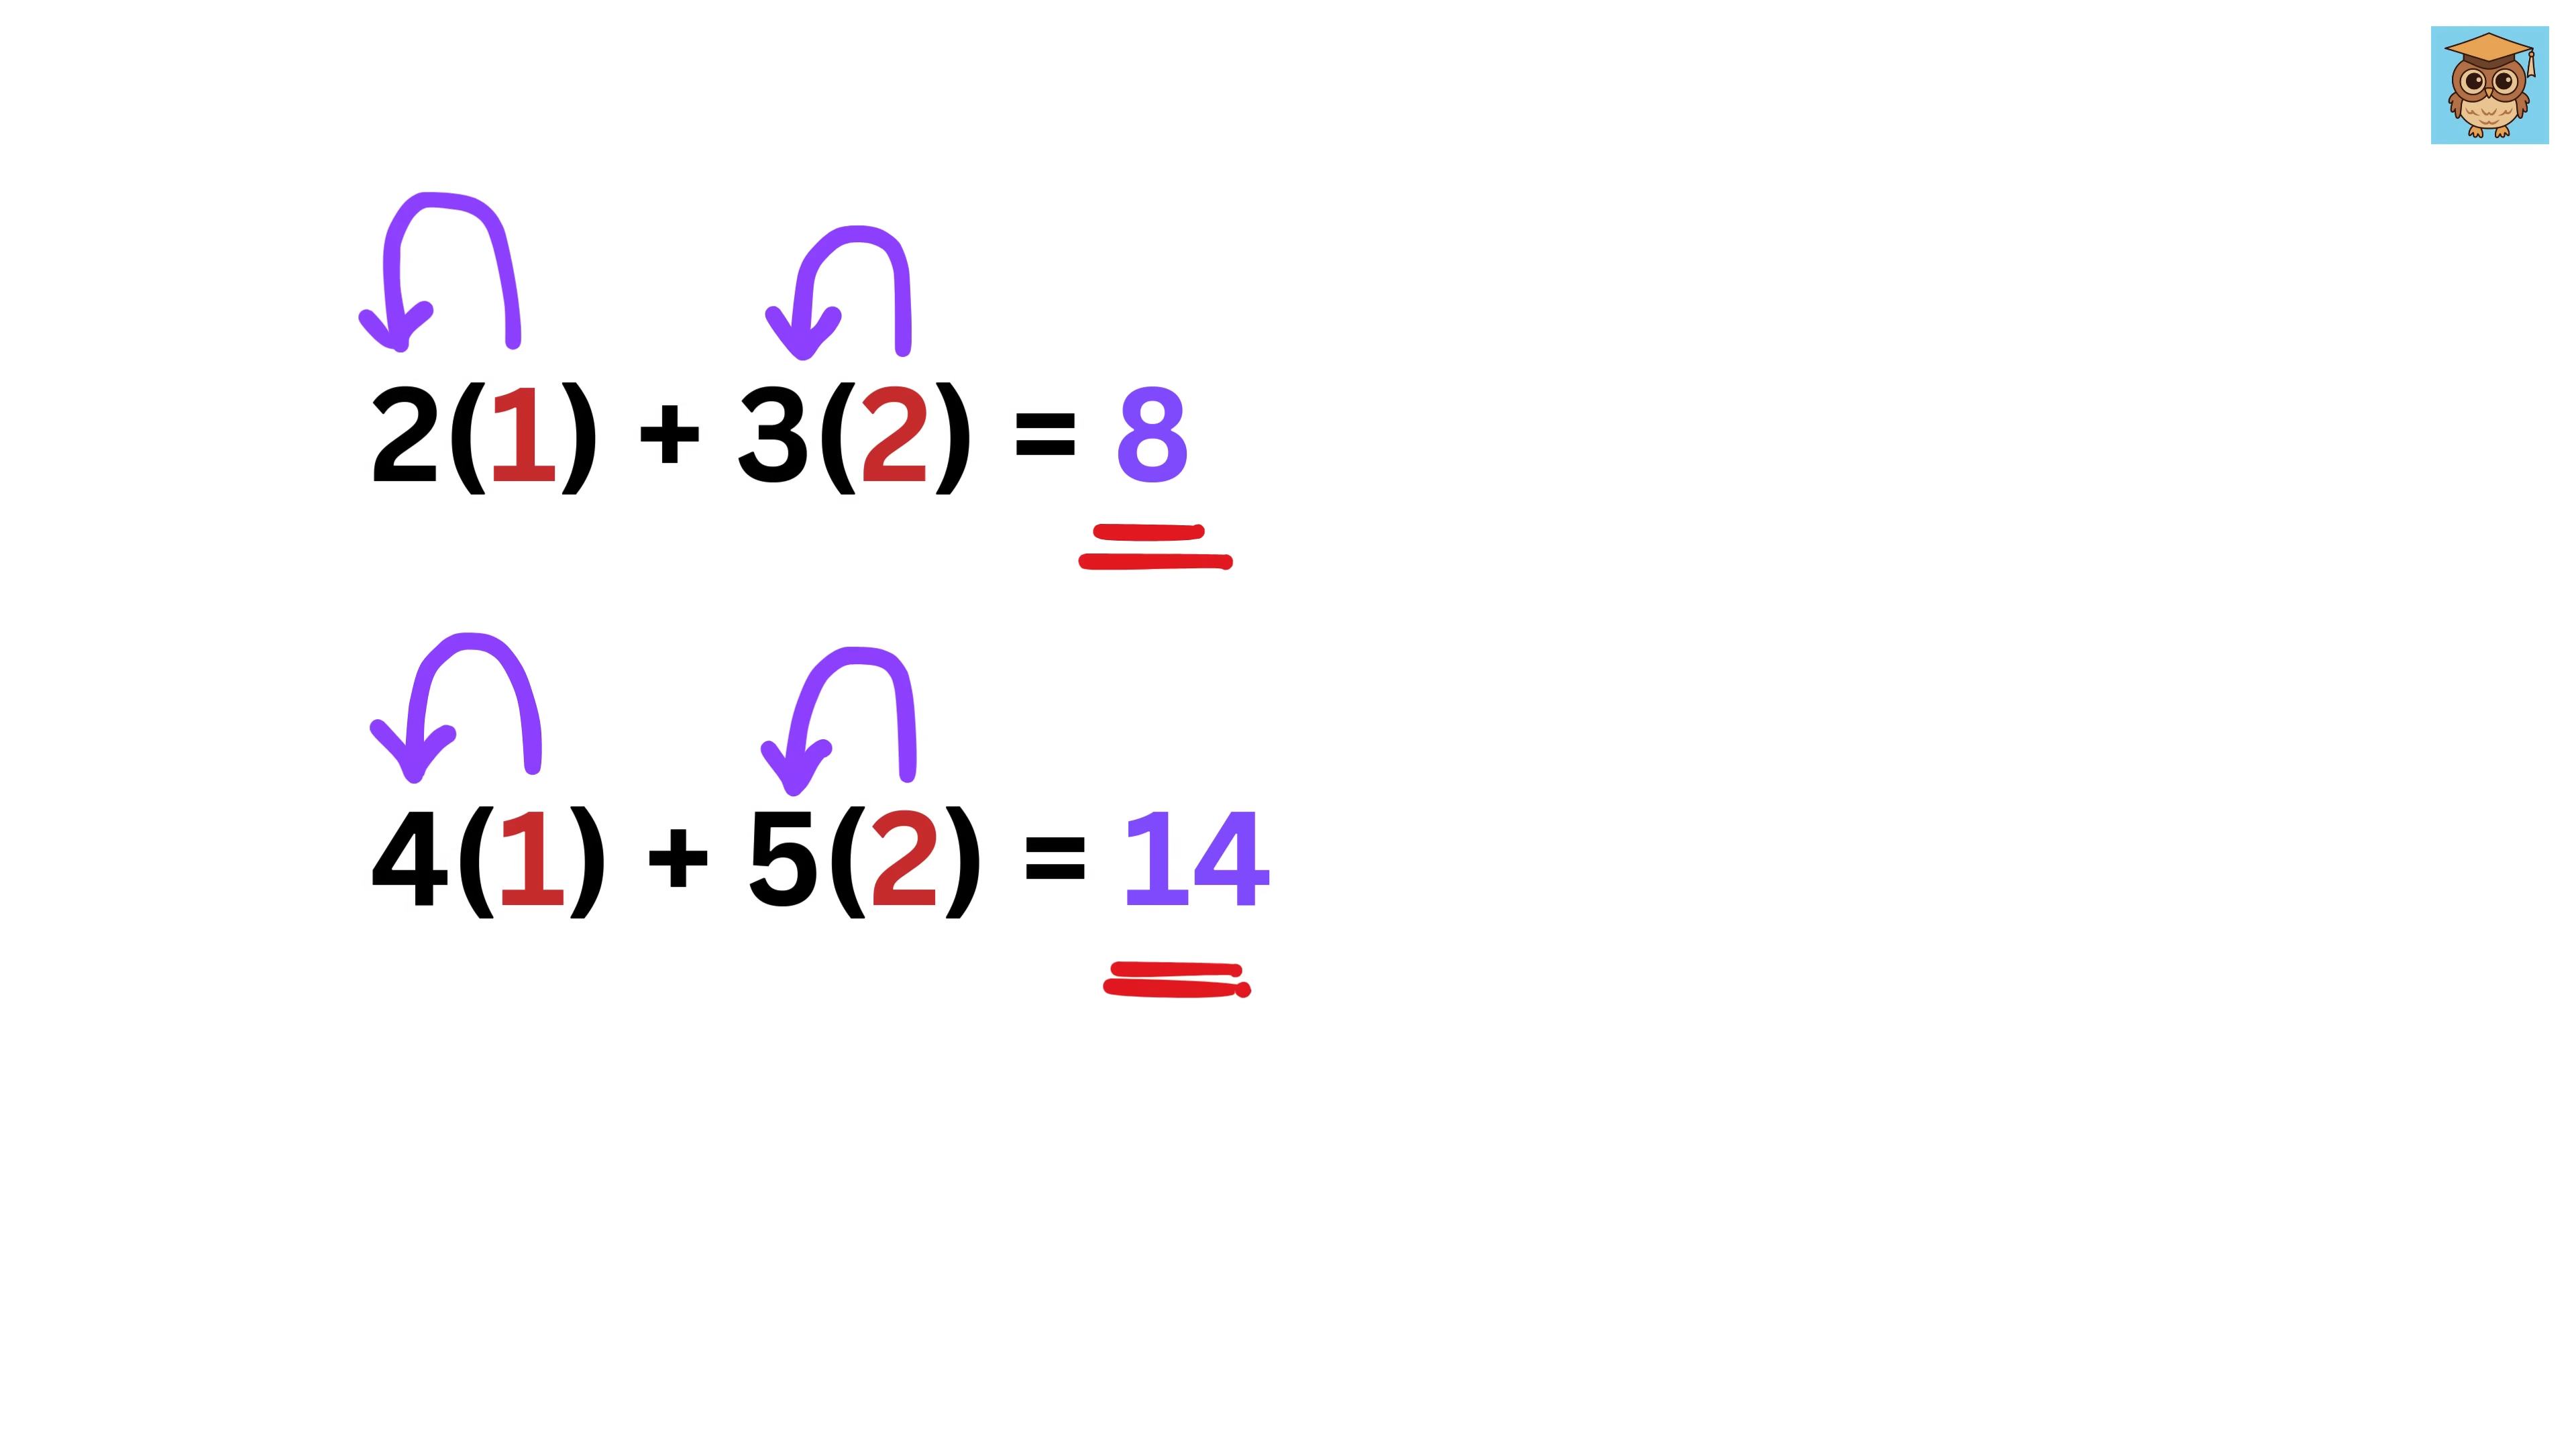 2(1) + 3(2) = 8
4(1) + 5(2) = 14